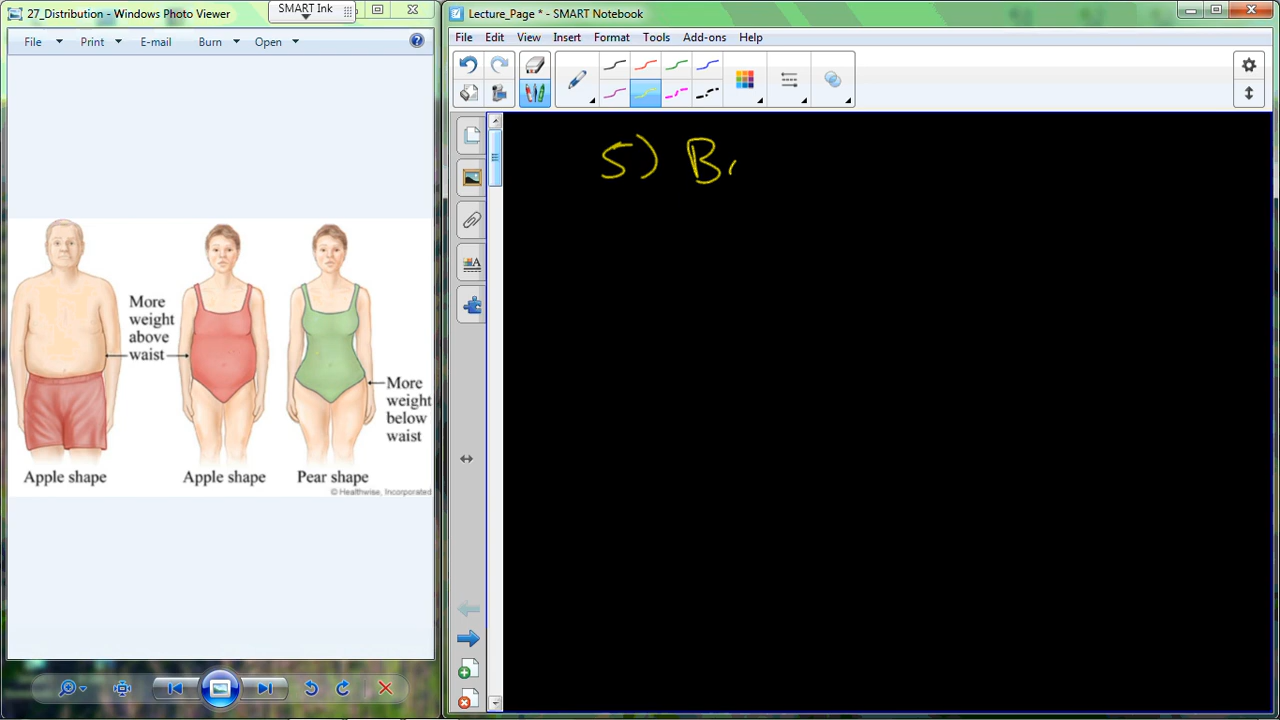 27_Distribution - Windows Photo Viewer
SMART Ink
Lecture_Page * - SMART Notebook
File Print E-mail Burn Open
File Edit View Insert Format Tools Add-ons Help
5) B
More
weight
above
waist
More
weight
below
waist
Apple shape
Apple shape
Pear shape
© Healthwise, Incorporated